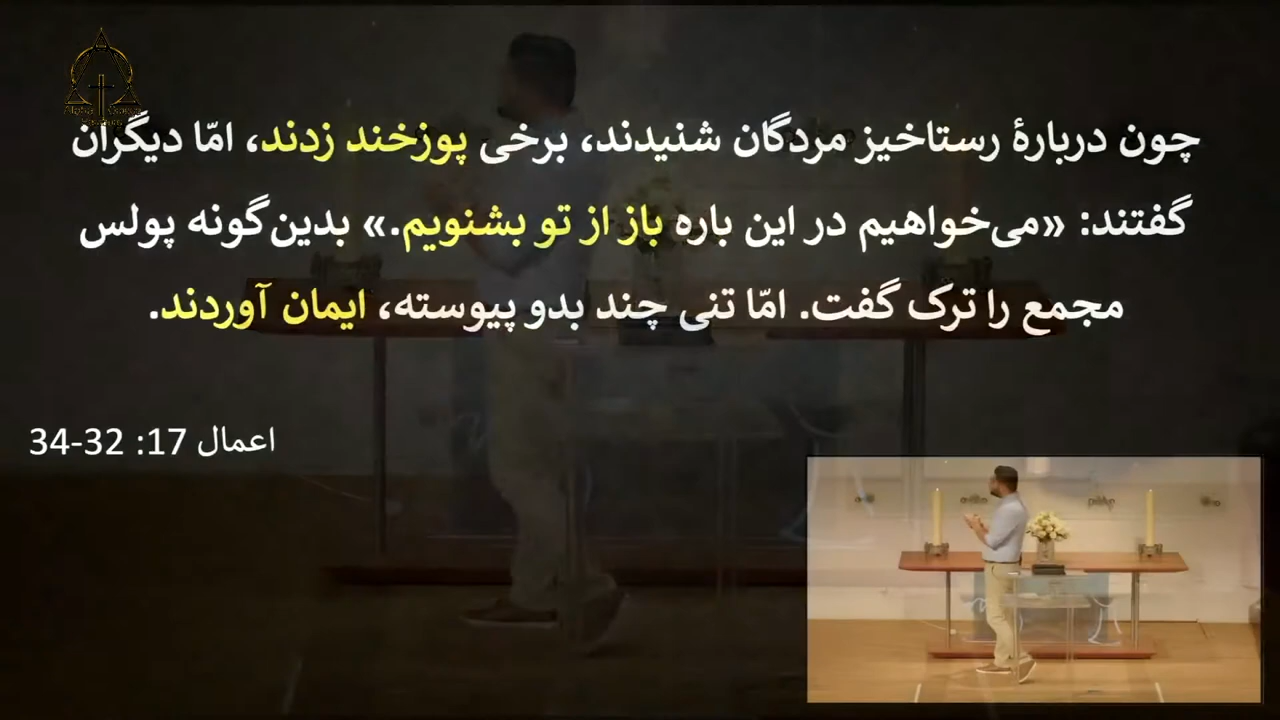 چون دربارهٔ رستاخیز مردگان شنیدند، برخی پوزخند زدند، امّا دیگران
گفتند: «می‌خواهیم در این باره باز از تو بشنویم.» بدین‌گونه پولس
مجمع را ترک گفت. امّا تنی چند بدو پیوسته، ایمان آوردند.
اعمال 17: 32-34